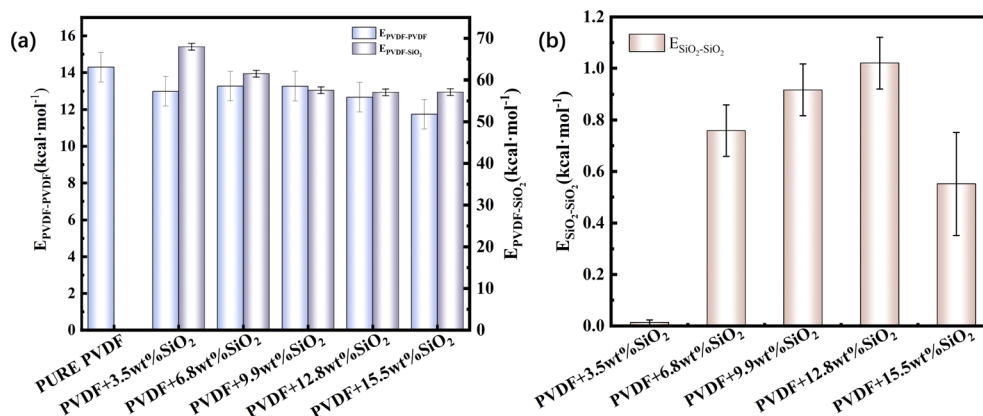 (a)
E_PVDF-PVDF
E_PVDF-SiO₂
E_PVDF-PVDF(kcal·mol⁻¹)
16
14
12
10
8
6
4
2
0
70
60
50
40
30
20
10
0
E_PVDF-SiO₂(kcal·mol⁻¹)
PURE PVDF
PVDF+3.5wt%SiO₂
PVDF+6.8wt%SiO₂
PVDF+9.9wt%SiO₂
PVDF+12.8wt%SiO₂
PVDF+15.5wt%SiO₂
(b)
E_SiO₂-SiO₂
E_SiO₂-SiO₂(kcal·mol⁻¹)
1.2
1.0
0.8
0.6
0.4
0.2
0.0
PVDF+3.5wt%SiO₂
PVDF+6.8wt%SiO₂
PVDF+9.9wt%SiO₂
PVDF+12.8wt%SiO₂
PVDF+15.5wt%SiO₂